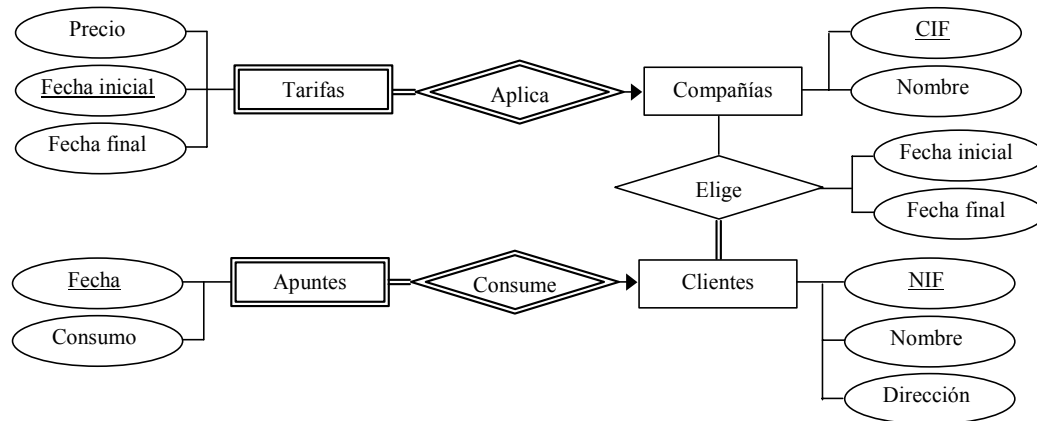 Precio
Fecha inicial
Fecha final
Tarifas
Aplica
Compañías
CIF
Nombre
Elige
Fecha inicial
Fecha final
Fecha
Consumo
Apuntes
Consume
Clientes
NIF
Nombre
Dirección